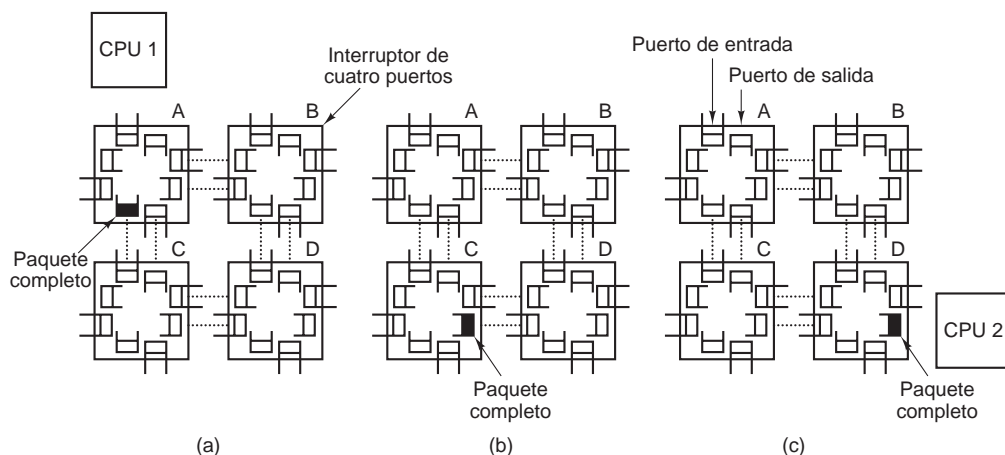 CPU 1
Interruptor de
cuatro puertos
Puerto de entrada
Puerto de salida
A
B
A
B
A
B
Paquete
completo
C
D
C
D
C
D
CPU 2
Paquete
completo
Paquete
completo
(a)
(b)
(c)